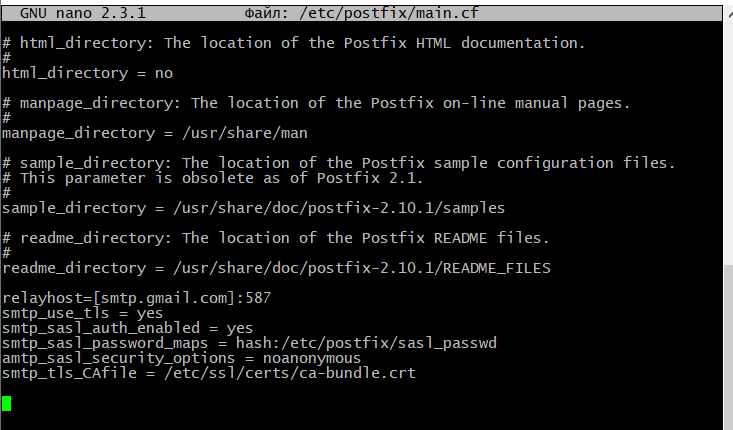 GNU nano 2.3.1 Файл: /etc/postfix/main.cf
# html_directory: The location of the Postfix HTML documentation.
#
html_directory = no
# manpage_directory: The location of the Postfix on-line manual pages.
#
manpage_directory = /usr/share/man
# sample_directory: The location of the Postfix sample configuration files.
# This parameter is obsolete as of Postfix 2.1.
#
sample_directory = /usr/share/doc/postfix-2.10.1/samples
# readme_directory: The location of the Postfix README files.
#
readme_directory = /usr/share/doc/postfix-2.10.1/README_FILES
relayhost=[smtp.gmail.com]:587
smtp_use_tls = yes
smtp_sasl_auth_enabled = yes
smtp_sasl_password_maps = hash:/etc/postfix/sasl_passwd
amtp_sasl_security_options = noanonymous
smtp_tls_CAfile = /etc/ssl/certs/ca-bundle.crt